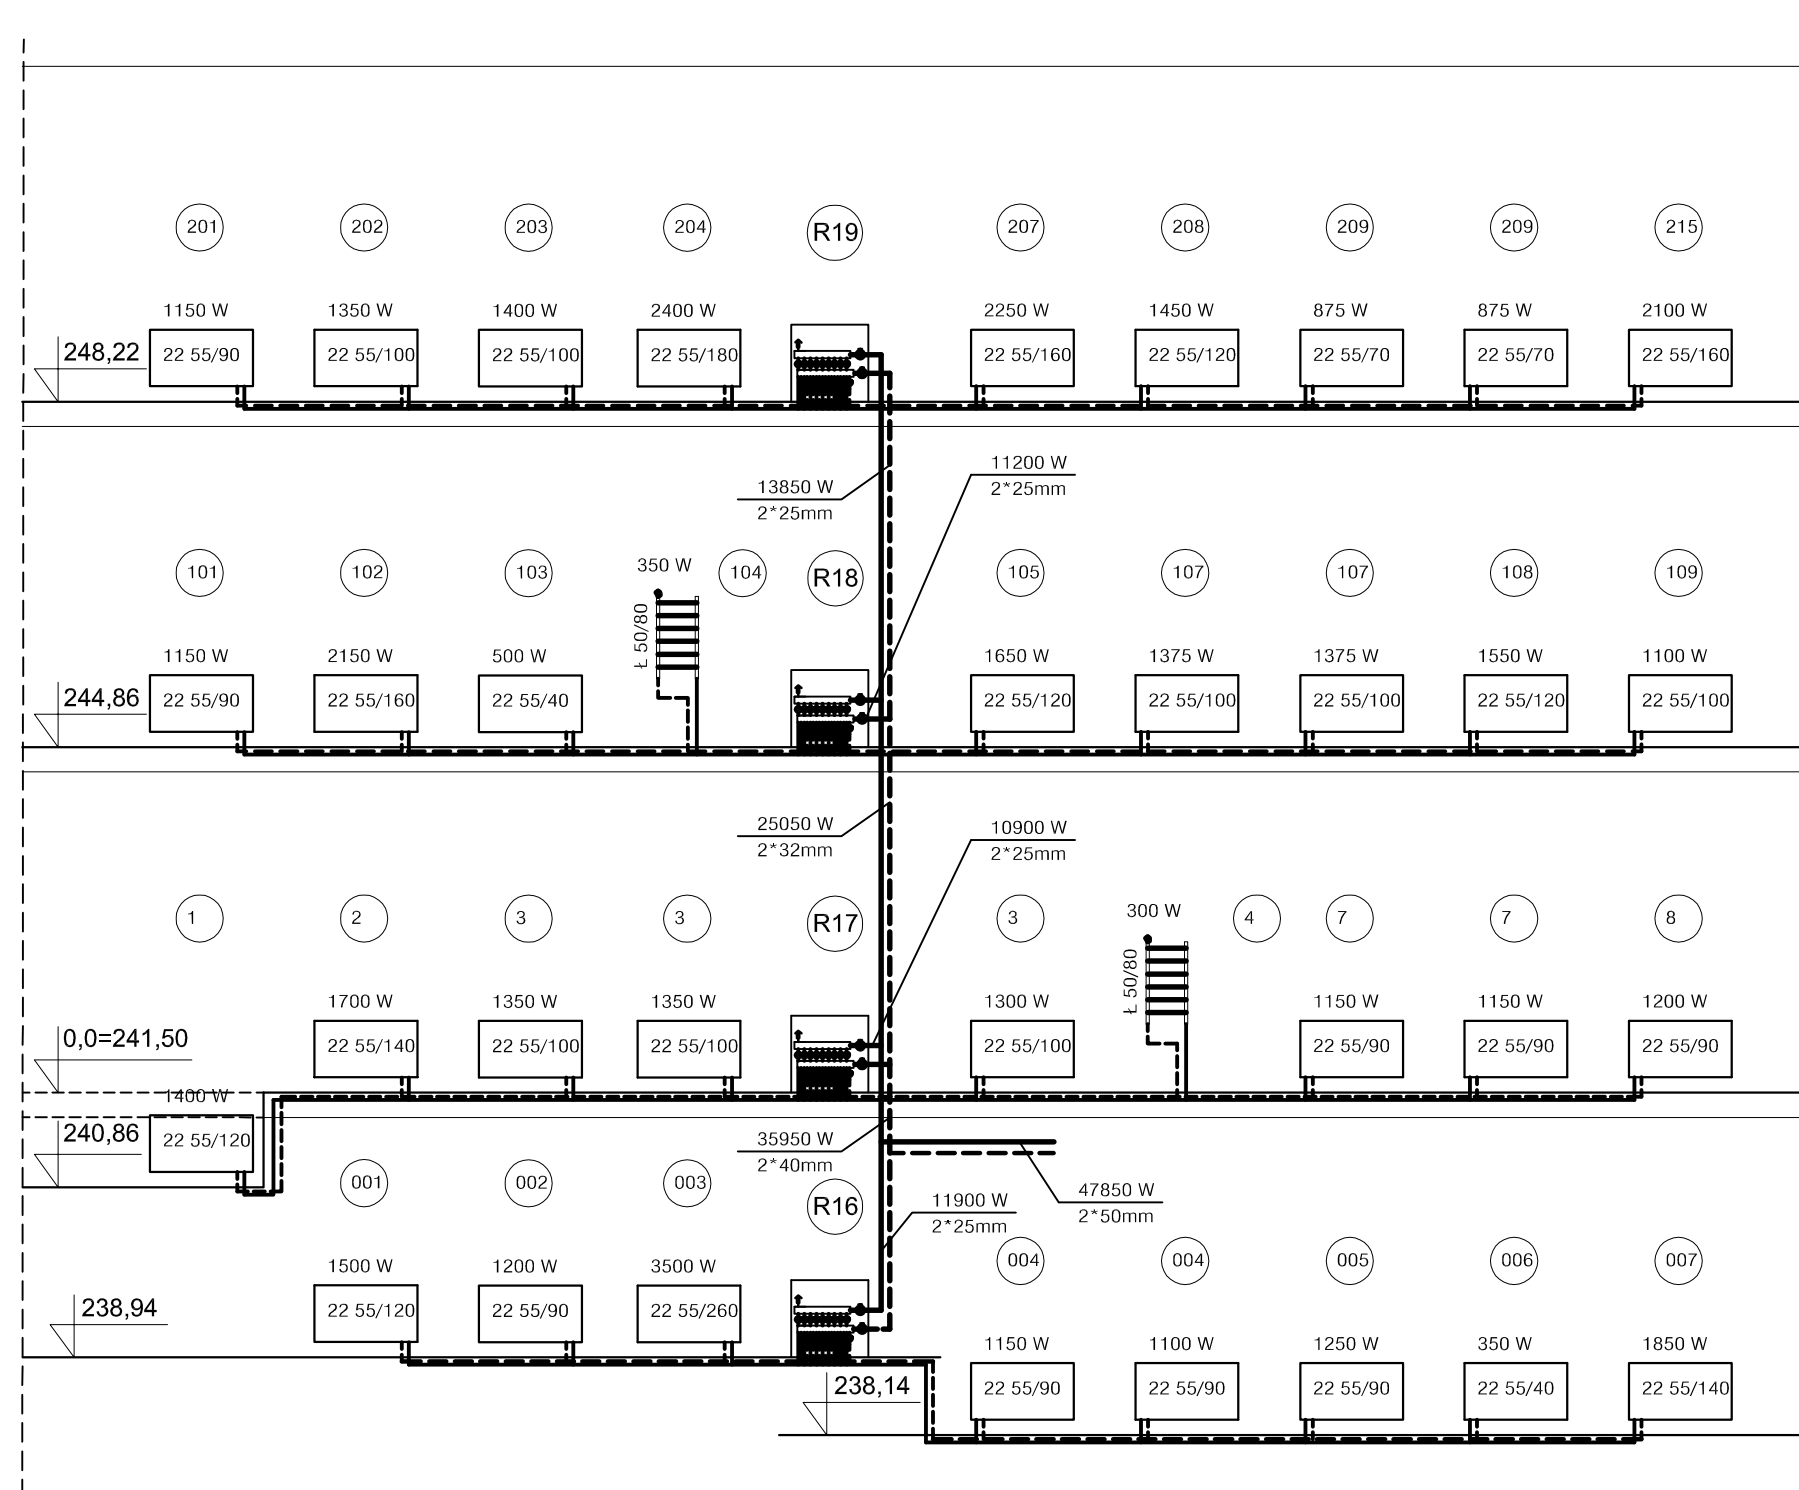 201 202 203 204 R19 207 208 209 209 215
1150 W 1350 W 1400 W 2400 W 2250 W 1450 W 875 W 875 W 2100 W
248,22 22 55/90 22 55/100 22 55/100 22 55/180 22 55/160 22 55/120 22 55/70 22 55/70 22 55/160
11200 W
2*25mm
13850 W
2*25mm
350 W
101 102 103 104 R18 105 107 107 108 109
Ł 50/80
1150 W 2150 W 500 W 1650 W 1375 W 1375 W 1550 W 1100 W
244,86 22 55/90 22 55/160 22 55/40 22 55/120 22 55/100 22 55/100 22 55/120 22 55/100
25050 W
2*32mm
10900 W
2*25mm
300 W
1 2 3 3 R17 3 4 7 7 8
Ł 50/80
1700 W 1350 W 1350 W 1300 W 1150 W 1150 W 1200 W
0,0=241,50 22 55/140 22 55/100 22 55/100 22 55/100 22 55/90 22 55/90 22 55/90
1400 W
240,86 22 55/120
35950 W
2*40mm
001 002 003 R16
47850 W
2*50mm
11900 W
2*25mm
004 004 005 006 007
1500 W 1200 W 3500 W
238,94 22 55/120 22 55/90 22 55/260
1150 W 1100 W 1250 W 350 W 1850 W
238,14 22 55/90 22 55/90 22 55/90 22 55/40 22 55/140